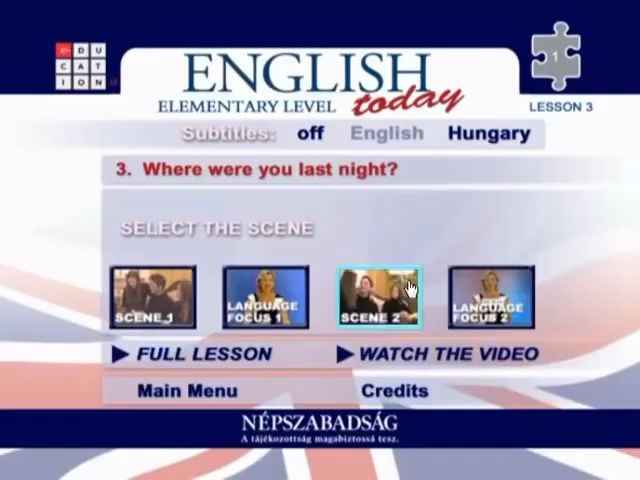 e-DU
CAT
ION
ENGLISH
ELEMENTARY LEVEL today
1
LESSON 3
Subtitles: off English Hungary
3. Where were you last night?
SELECT THE SCENE
SCENE 1
LANGUAGE
FOCUS 1
SCENE 2
LANGUAGE
FOCUS 2
FULL LESSON
WATCH THE VIDEO
Main Menu
Credits
NÉPSZABADSÁG
A tájékozottság magabiztossá tesz.